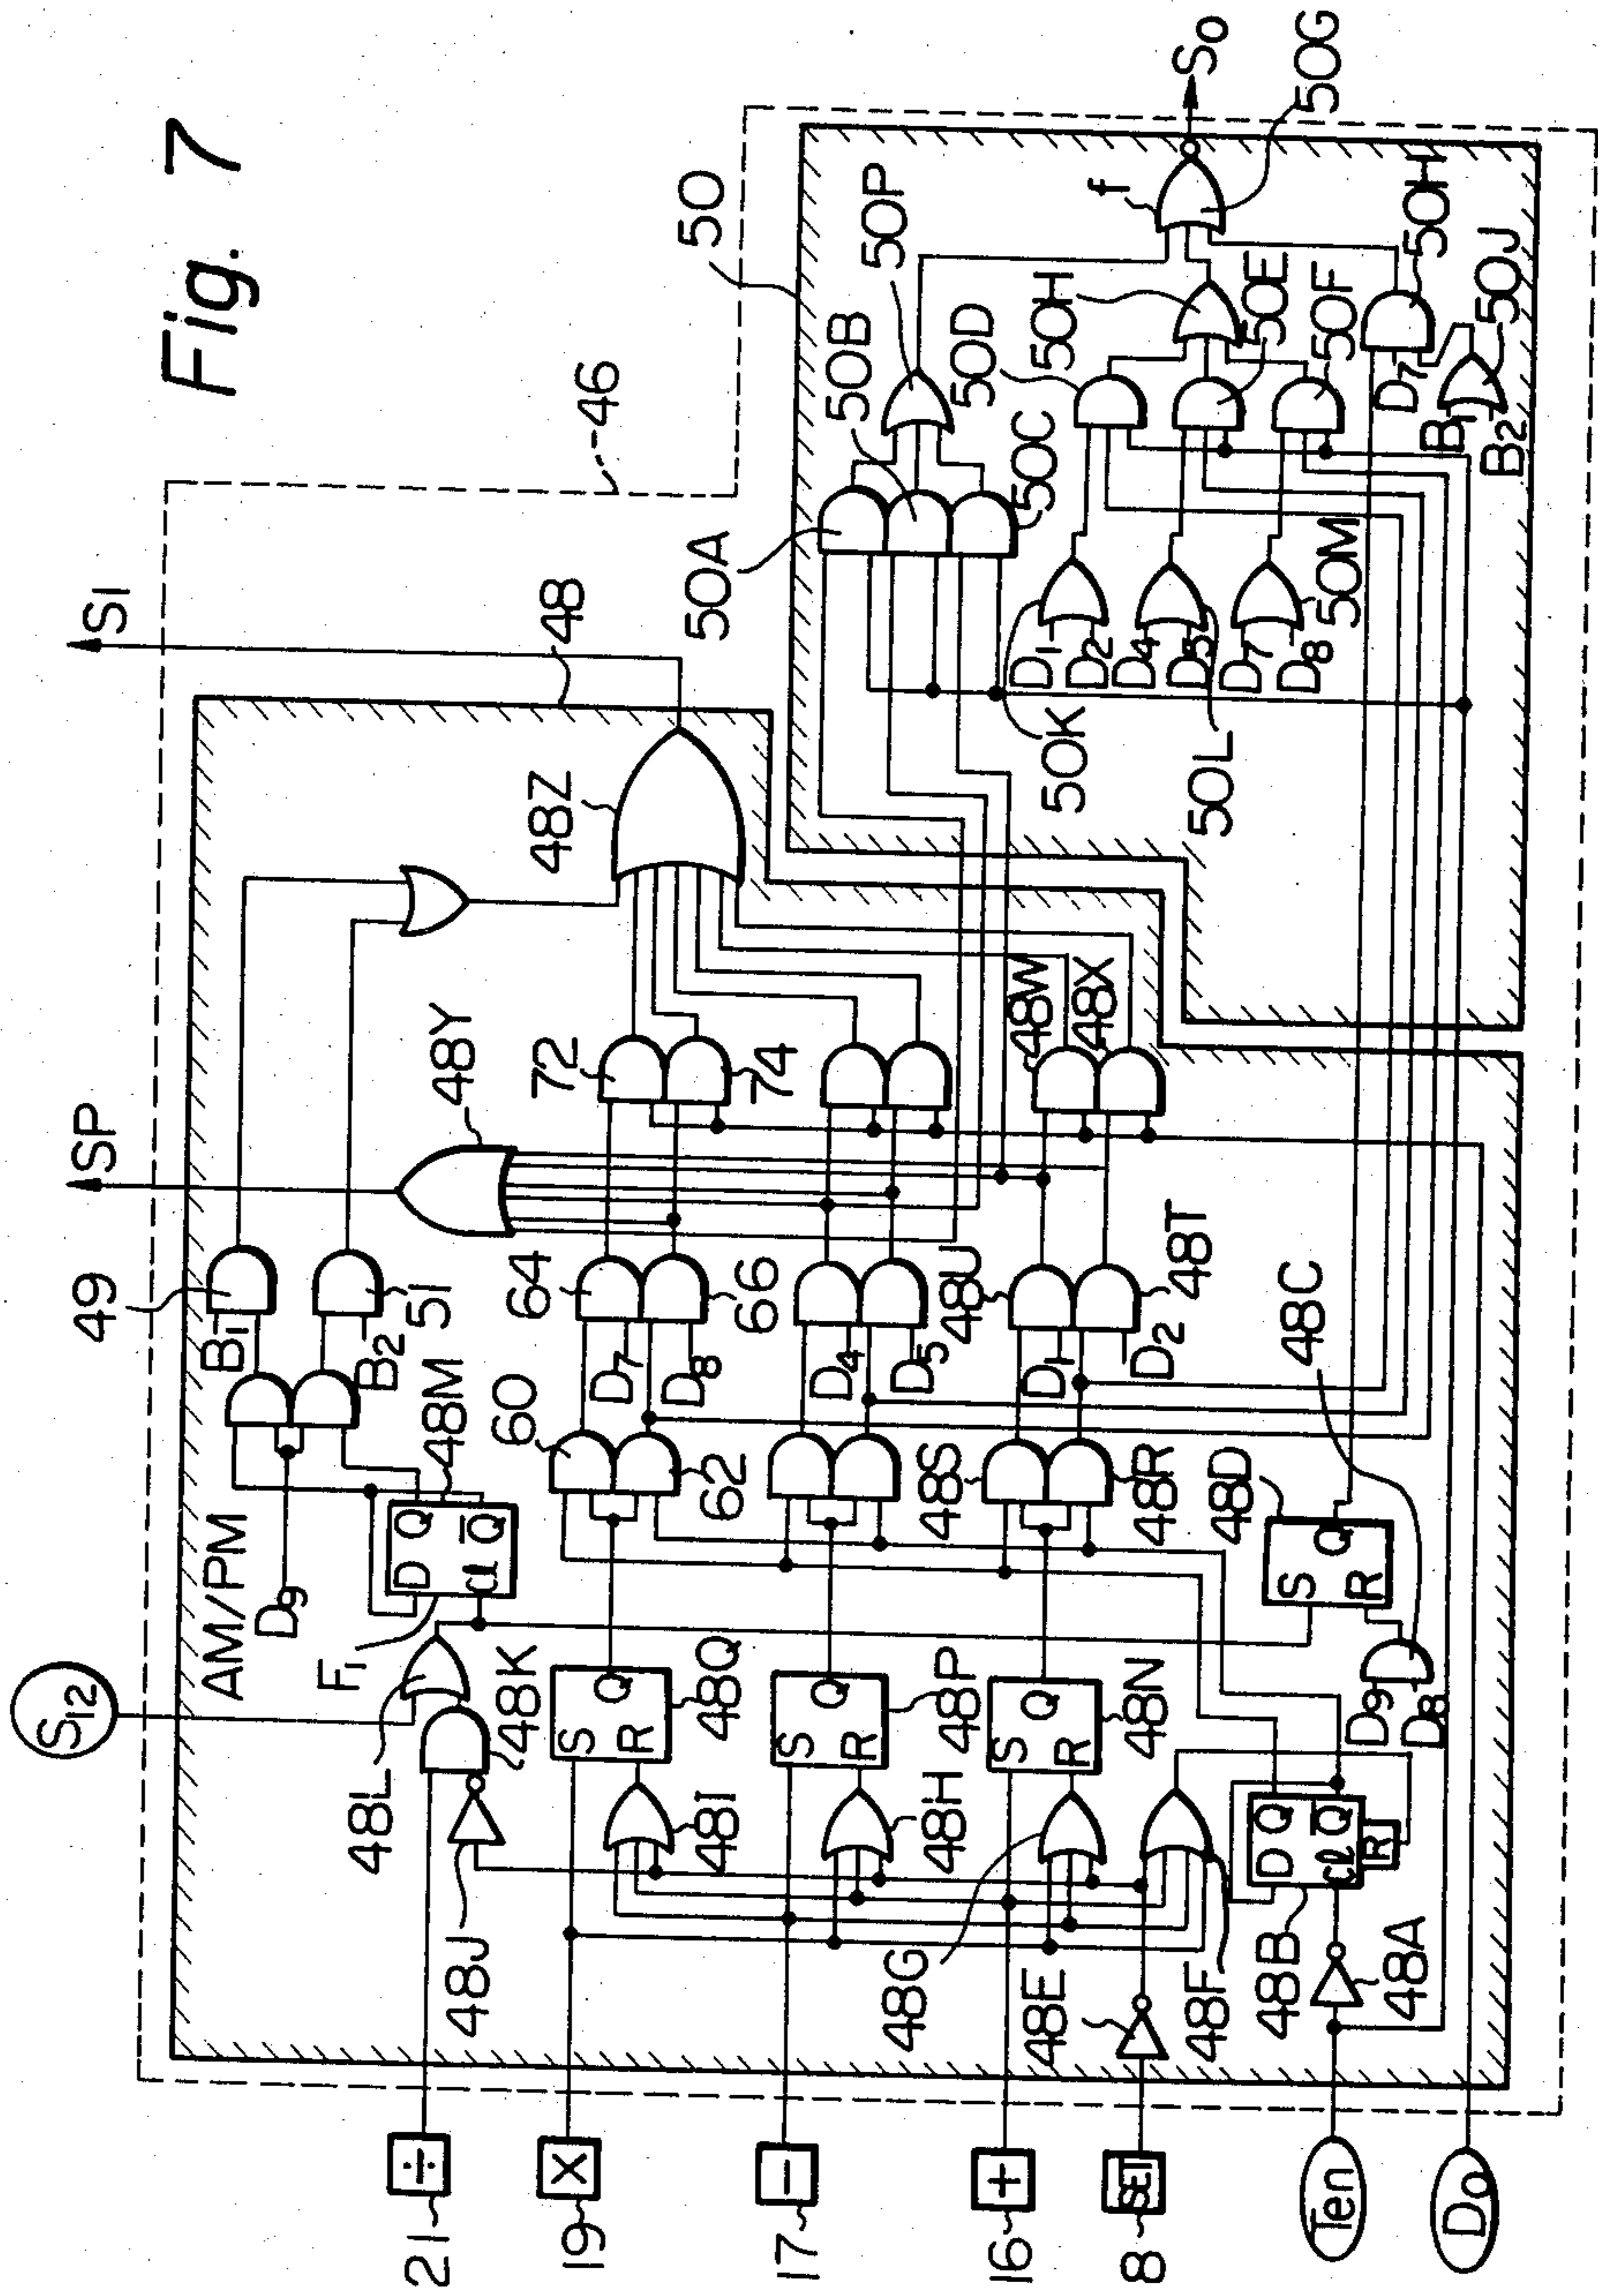 Fig. 7
46
50
SI
SP
S12
48
49
B1
51
B2
AM/PM
D9
F1
D Q
Cl Q̅
48M
48L
48K
48J
48Y
48Z
72
74
64
66
D7
D8
60
62
S Q
R
48Q
48I
D4
D5
S Q
R
48P
48H
48W
48X
48U
48T
D1
D2
48S
48R
S Q
R
48N
48G
48E
48F
48C
48D
S Q
R
D9
D8
D Q
Cl Q̅
R
48B
48A
50A
50B
50C
50P
50D
50H
50E
50F
f
S0
50G
50H
50J
D7
B1
B2
50K
D1
D2
D4
D5
D7
D8
50M
50L
21 ÷
19 X
17 −
16 +
8 SET
Ten
D0